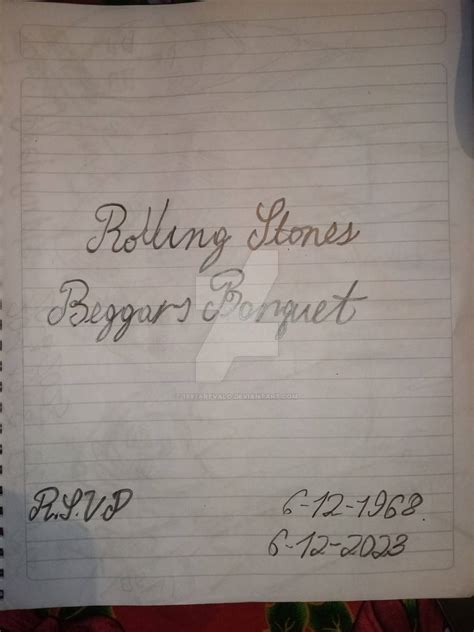 Rolling Stones
Beggars Banquet
R.S.V.P
6-12-1968.
6-12-2023